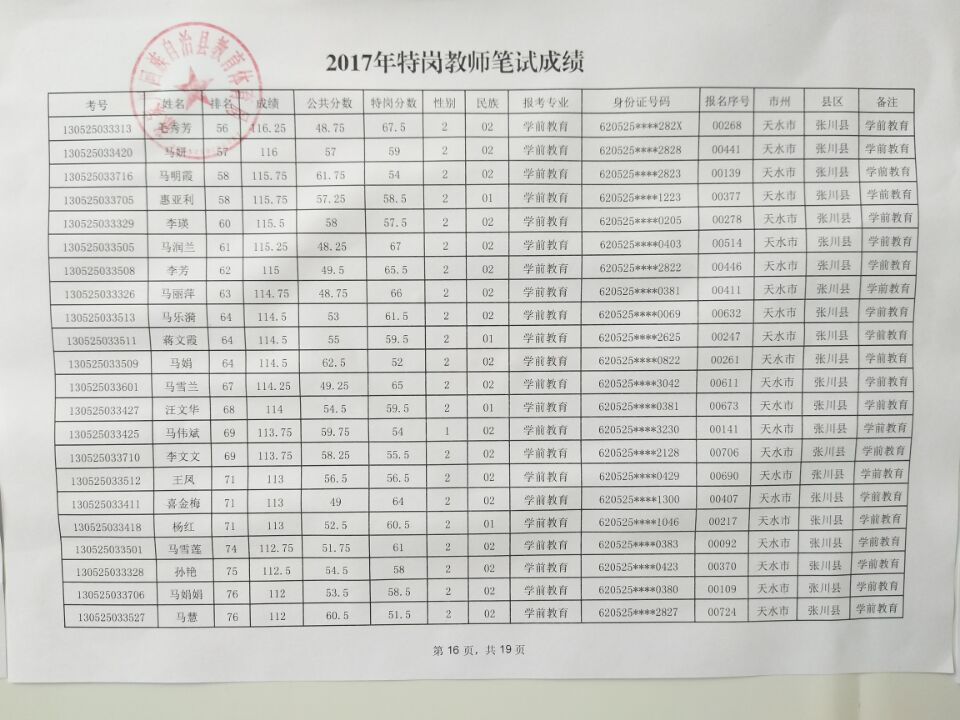 族自治县教育体育局
2017年特岗教师笔试成绩
考号 姓名 排名 成绩 公共分数 特岗分数 性别 民族 报考专业 身份证号码 报名序号 市州 县区 备注
130525033313 毛秀芳 56 116.25 48.75 67.5 2 02 学前教育 620525****282X 00268 天水市 张川县 学前教育
130525033420 马妍 57 116 57 59 2 02 学前教育 620525****2828 00441 天水市 张川县 学前教育
130525033716 马明霞 58 115.75 61.75 54 2 02 学前教育 620525****2823 00139 天水市 张川县 学前教育
130525033705 惠亚利 58 115.75 57.25 58.5 2 01 学前教育 620525****1223 00377 天水市 张川县 学前教育
130525033329 李瑛 60 115.5 58 57.5 2 02 学前教育 620525****0205 00278 天水市 张川县 学前教育
130525033505 马润兰 61 115.25 48.25 67 2 02 学前教育 620525****0403 00514 天水市 张川县 学前教育
130525033508 李芳 62 115 49.5 65.5 2 02 学前教育 620525****2822 00446 天水市 张川县 学前教育
130525033326 马丽萍 63 114.75 48.75 66 2 02 学前教育 620525****0381 00411 天水市 张川县 学前教育
130525033513 马乐漪 64 114.5 53 61.5 2 02 学前教育 620525****0069 00632 天水市 张川县 学前教育
130525033511 蒋文霞 64 114.5 55 59.5 2 01 学前教育 620525****2625 00247 天水市 张川县 学前教育
130525033509 马娟 64 114.5 62.5 52 2 02 学前教育 620525****0822 00261 天水市 张川县 学前教育
130525033601 马雪兰 67 114.25 49.25 65 2 02 学前教育 620525****3042 00611 天水市 张川县 学前教育
130525033427 汪文华 68 114 54.5 59.5 2 01 学前教育 620525****0381 00673 天水市 张川县 学前教育
130525033425 马伟斌 69 113.75 59.75 54 1 02 学前教育 620525****3230 00141 天水市 张川县 学前教育
130525033710 李文文 69 113.75 58.25 55.5 2 02 学前教育 620525****2128 00706 天水市 张川县 学前教育
130525033512 王凤 71 113 56.5 56.5 2 02 学前教育 620525****0429 00690 天水市 张川县 学前教育
130525033411 喜金梅 71 113 49 64 2 02 学前教育 620525****1300 00407 天水市 张川县 学前教育
130525033418 杨红 71 113 52.5 60.5 2 01 学前教育 620525****1046 00217 天水市 张川县 学前教育
130525033501 马雪莲 74 112.75 51.75 61 2 02 学前教育 620525****0383 00092 天水市 张川县 学前教育
130525033328 孙艳 75 112.5 54.5 58 2 02 学前教育 620525****0423 00370 天水市 张川县 学前教育
130525033706 马娟娟 76 112 53.5 58.5 2 02 学前教育 620525****0380 00109 天水市 张川县 学前教育
130525033527 马慧 76 112 60.5 51.5 2 02 学前教育 620525****2827 00724 天水市 张川县 学前教育
第 16 页, 共 19 页